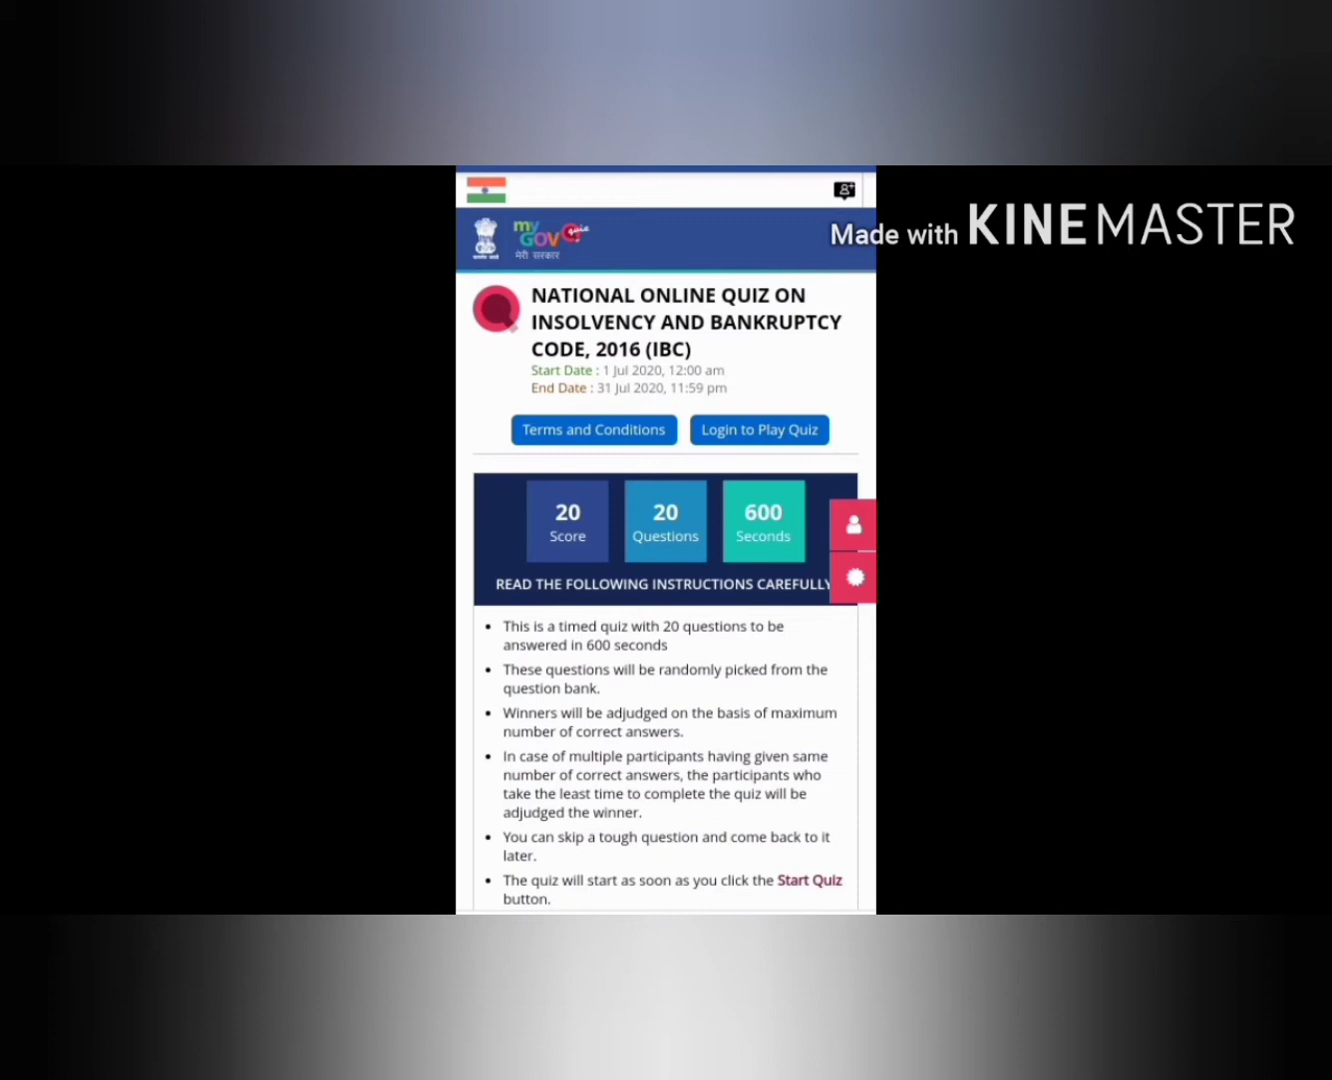 Made with KINEMASTER
my
GOV quiz
मेरी सरकार
NATIONAL ONLINE QUIZ ON
INSOLVENCY AND BANKRUPTCY
CODE, 2016 (IBC)
Start Date : 1 Jul 2020, 12:00 am
End Date : 31 Jul 2020, 11:59 pm
Terms and Conditions
Login to Play Quiz
20
Score
20
Questions
600
Seconds
READ THE FOLLOWING INSTRUCTIONS CAREFULLY
• This is a timed quiz with 20 questions to be
answered in 600 seconds
• These questions will be randomly picked from the
question bank.
• Winners will be adjudged on the basis of maximum
number of correct answers.
• In case of multiple participants having given same
number of correct answers, the participants who
take the least time to complete the quiz will be
adjudged the winner.
• You can skip a tough question and come back to it
later.
• The quiz will start as soon as you click the Start Quiz
button.